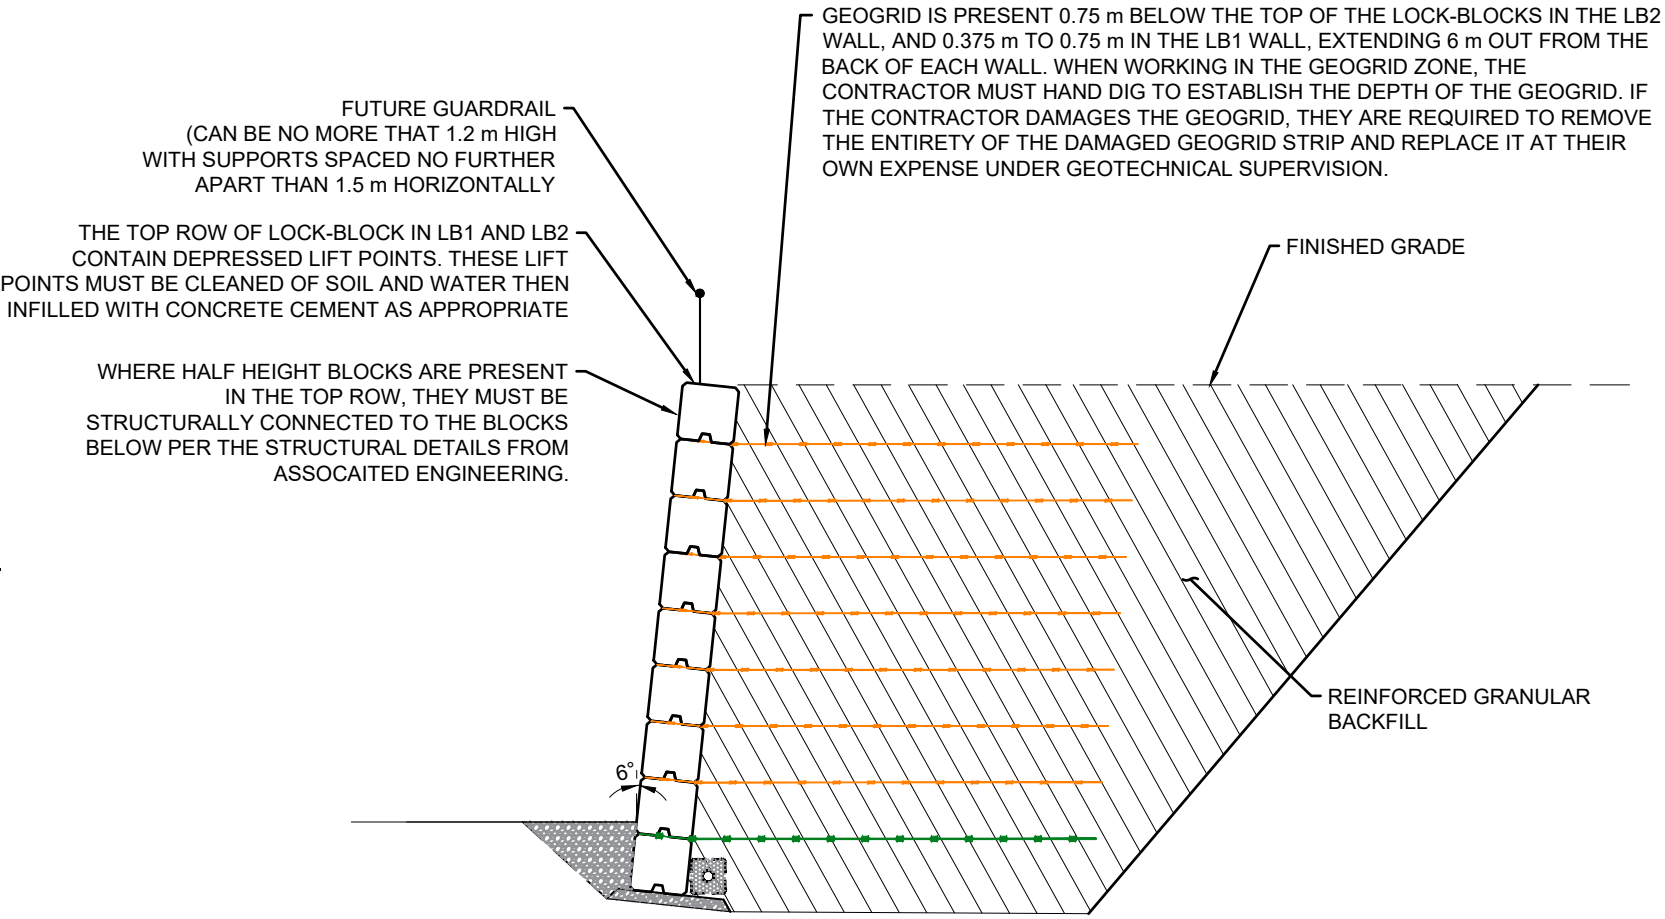 GEOGRID IS PRESENT 0.75 m BELOW THE TOP OF THE LOCK-BLOCKS IN THE LB2
WALL, AND 0.375 m TO 0.75 m IN THE LB1 WALL, EXTENDING 6 m OUT FROM THE
BACK OF EACH WALL. WHEN WORKING IN THE GEOGRID ZONE, THE
CONTRACTOR MUST HAND DIG TO ESTABLISH THE DEPTH OF THE GEOGRID. IF
THE CONTRACTOR DAMAGES THE GEOGRID, THEY ARE REQUIRED TO REMOVE
THE ENTIRETY OF THE DAMAGED GEOGRID STRIP AND REPLACE IT AT THEIR
OWN EXPENSE UNDER GEOTECHNICAL SUPERVISION.
FUTURE GUARDRAIL
(CAN BE NO MORE THAT 1.2 m HIGH
WITH SUPPORTS SPACED NO FURTHER
APART THAN 1.5 m HORIZONTALLY
THE TOP ROW OF LOCK-BLOCK IN LB1 AND LB2
CONTAIN DEPRESSED LIFT POINTS. THESE LIFT
POINTS MUST BE CLEANED OF SOIL AND WATER THEN
INFILLED WITH CONCRETE CEMENT AS APPROPRIATE
FINISHED GRADE
WHERE HALF HEIGHT BLOCKS ARE PRESENT
IN THE TOP ROW, THEY MUST BE
STRUCTURALLY CONNECTED TO THE BLOCKS
BELOW PER THE STRUCTURAL DETAILS FROM
ASSOCAITED ENGINEERING.
REINFORCED GRANULAR
BACKFILL
6°